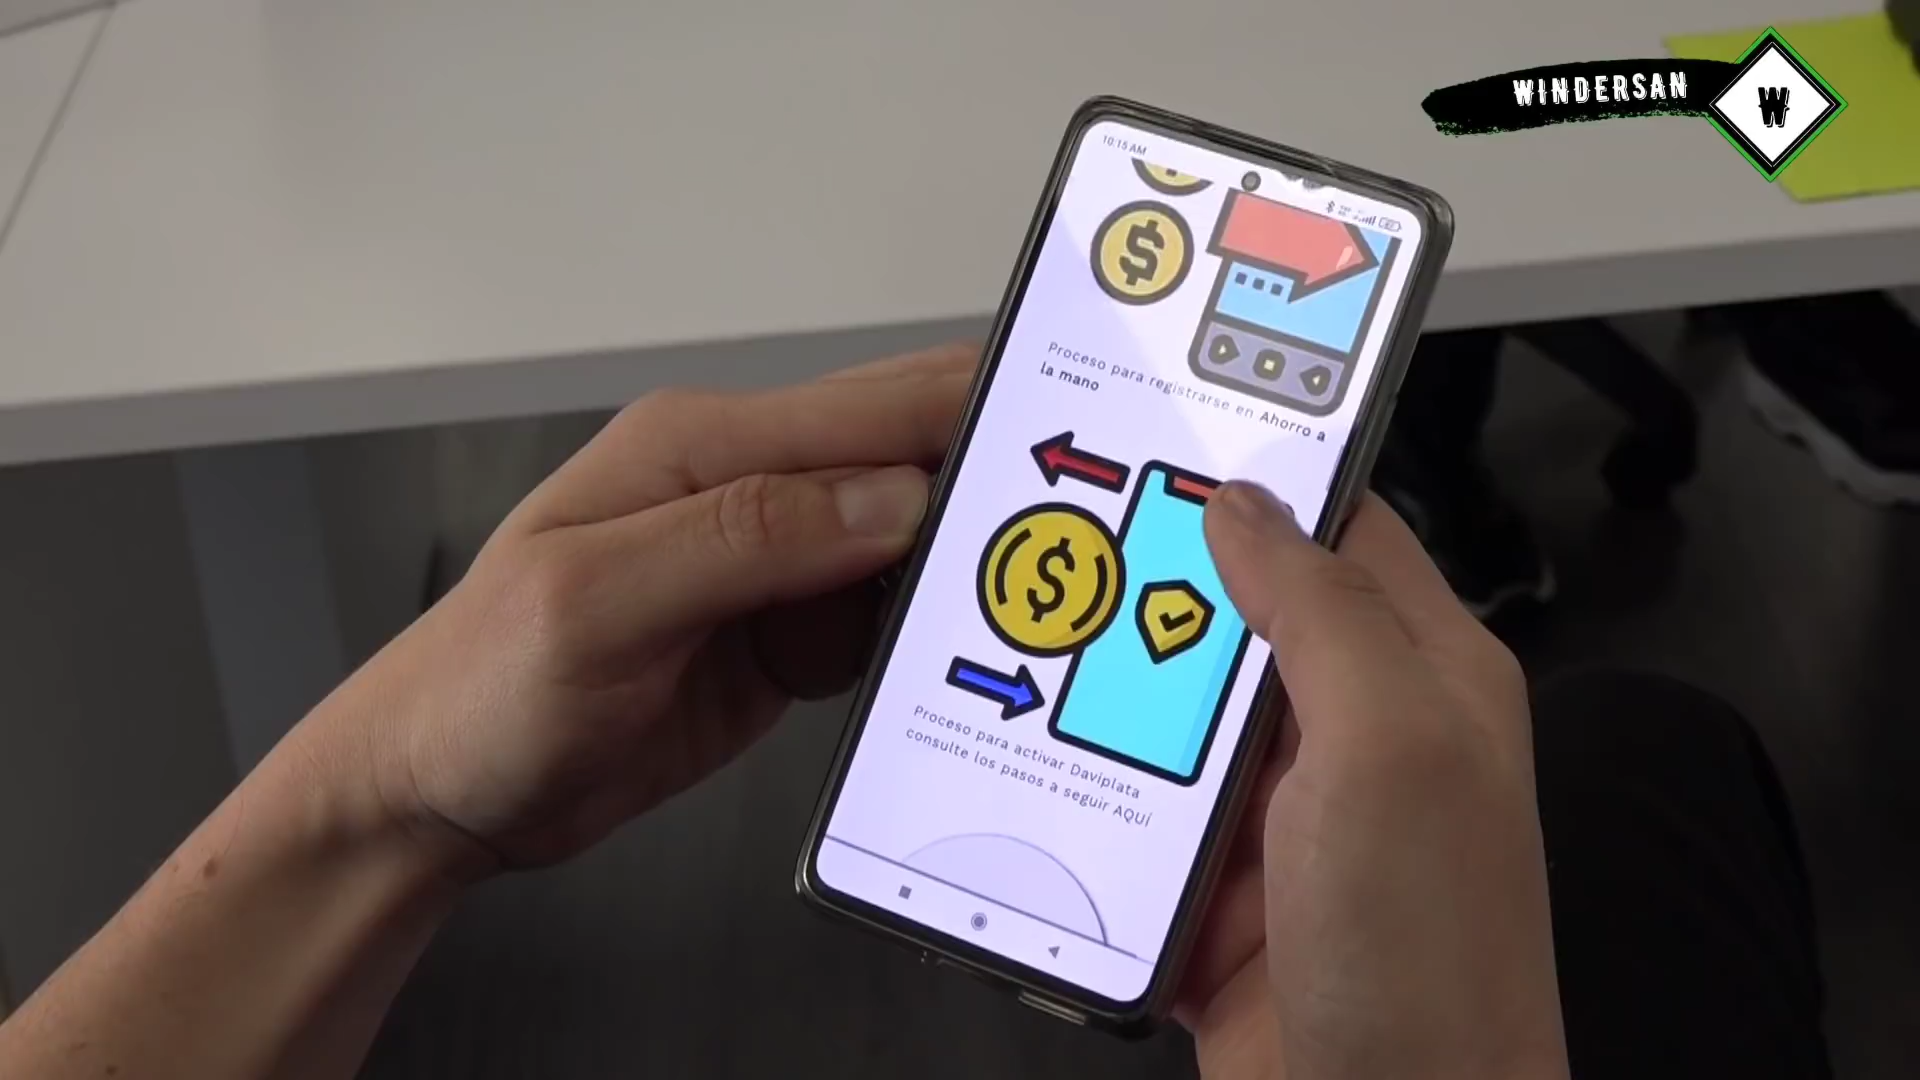 WINDERSAN
W
10:15 AM
Proceso para registrarse en Ahorro a
la mano
Proceso para activar Daviplata
consulte los pasos a seguir AQUÍ